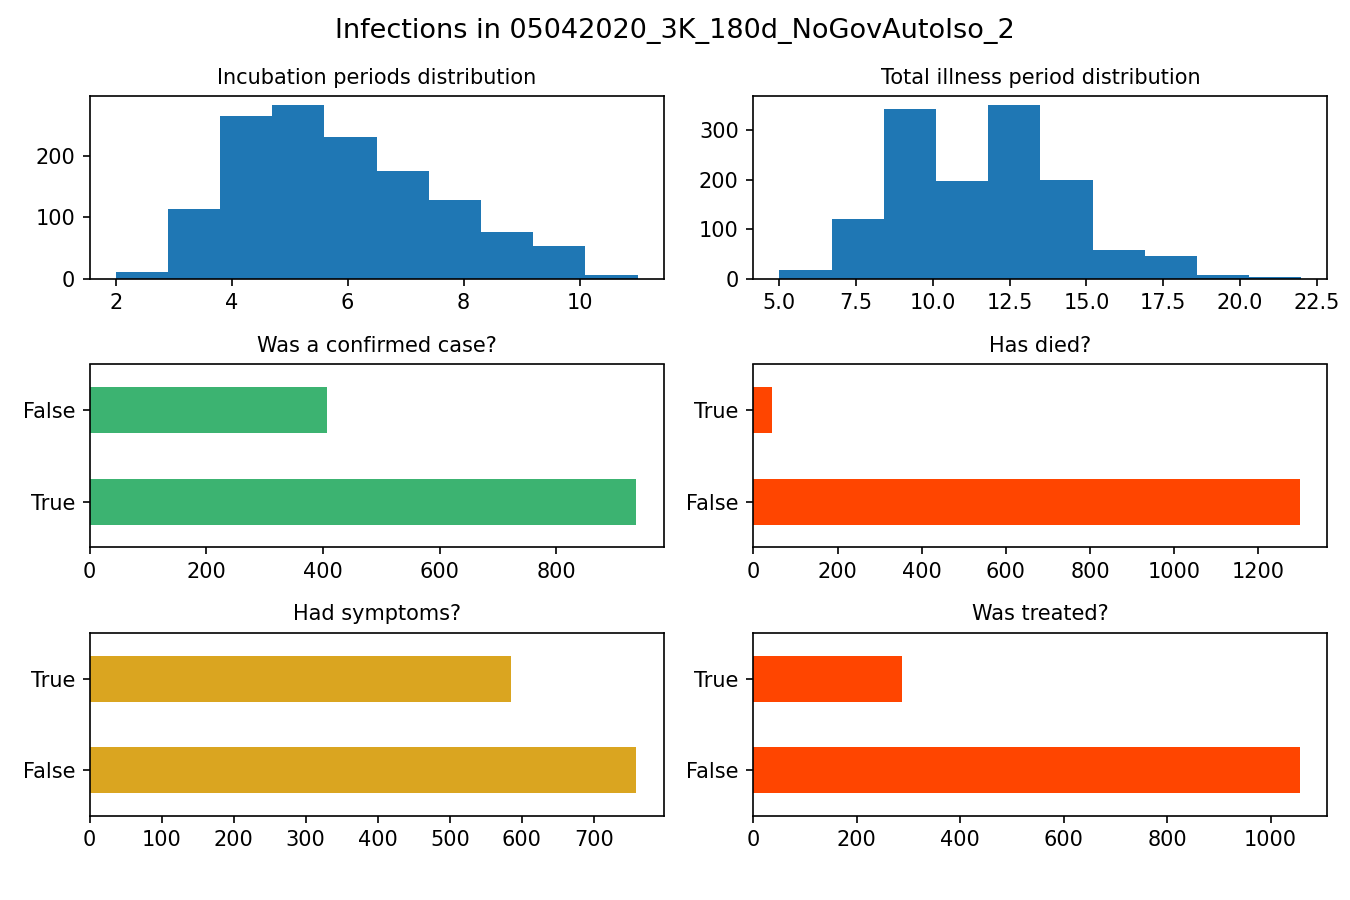 Infections in 05042020_3K_180d_NoGovAutoIso_2
Incubation periods distribution
200
100
0
2 4 6 8 10
Total illness period distribution
300
200
100
0
5.0 7.5 10.0 12.5 15.0 17.5 20.0 22.5
Was a confirmed case?
False
True
0 200 400 600 800
Has died?
True
False
0 200 400 600 800 1000 1200
Had symptoms?
True
False
0 100 200 300 400 500 600 700
Was treated?
True
False
0 200 400 600 800 1000